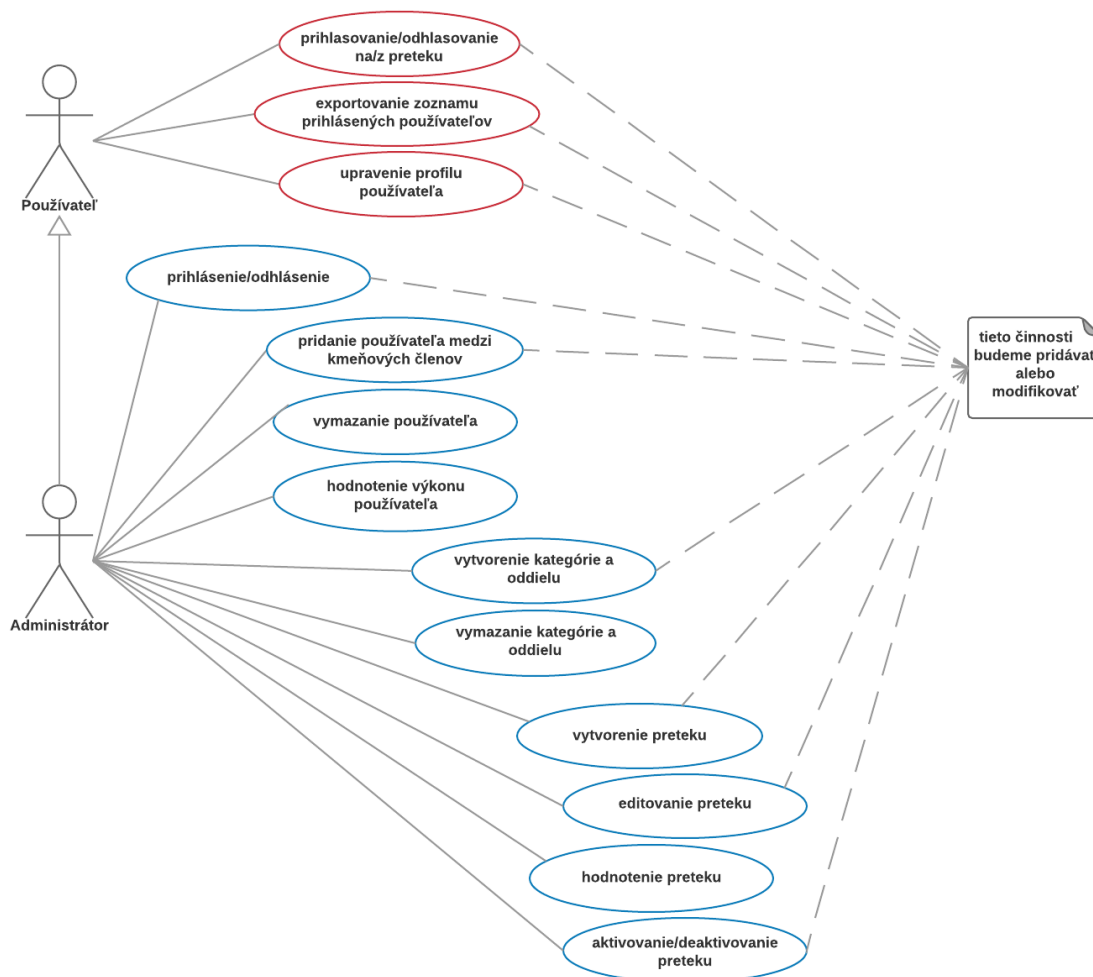 prihlasovanie/odhlasovanie
na/z preteku
exportovanie zoznamu
prihlásených používateľov
upravenie profilu
používateľa
Používateľ
prihlásenie/odhlásenie
pridanie používateľa medzi
kmeňových členov
vymazanie používateľa
hodnotenie výkonu
používateľa
tieto činnosti
budeme pridávať
alebo
modifikovať
Administrátor
vytvorenie kategórie a
oddielu
vymazanie kategórie a
oddielu
vytvorenie preteku
editovanie preteku
hodnotenie preteku
aktivovanie/deaktivovanie
preteku